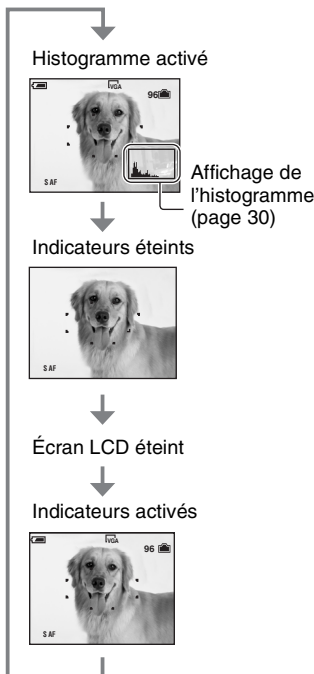 Histogramme activé
VGA
96
S AF
Affichage de
l'histogramme
(page 30)
Indicateurs éteints
S AF
Écran LCD éteint
Indicateurs activés
VGA
96
S AF